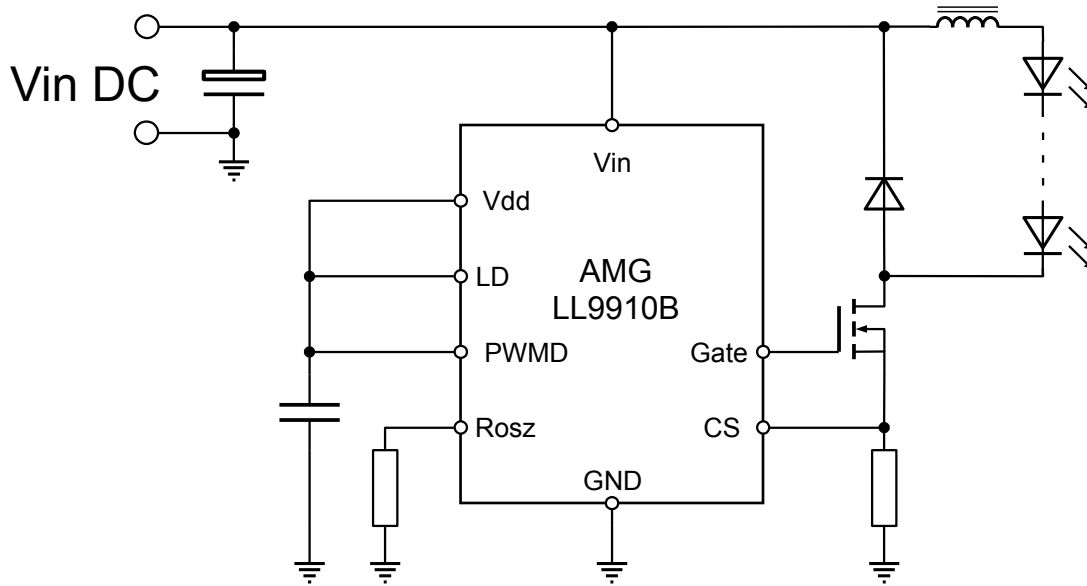 Vin DC
Vin
Vdd
AMG
LD
LL9910B
PWMD
Gate
Rosz
CS
GND